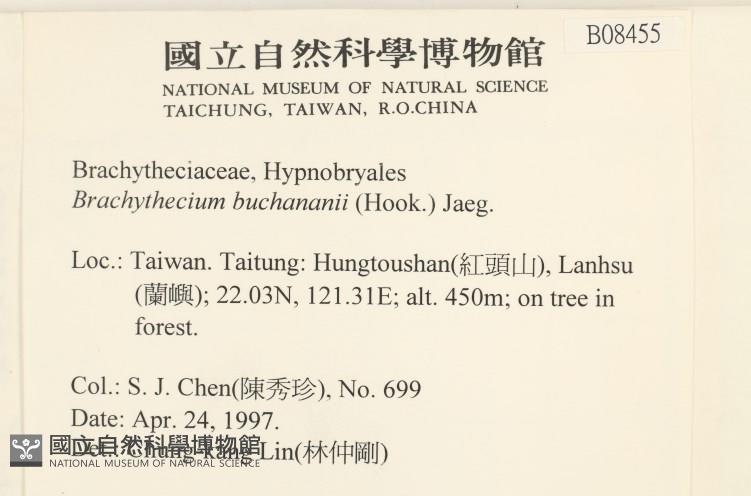 B08455
國立自然科學博物館
NATIONAL MUSEUM OF NATURAL SCIENCE
TAICHUNG, TAIWAN, R.O.CHINA
Brachytheciaceae, Hypnobryales
Brachythecium buchananii (Hook.) Jaeg.
Loc.: Taiwan. Taitung: Hungtoushan(紅頭山), Lanhsu
(蘭嶼); 22.03N, 121.31E; alt. 450m; on tree in
forest.
Col.: S. J. Chen(陳秀珍), No. 699
Date: Apr. 24, 1997.
Det.: Chung-kang Lin(林仲剛)
國立自然科學博物館
NATIONAL MUSEUM OF NATURAL SCIENCE